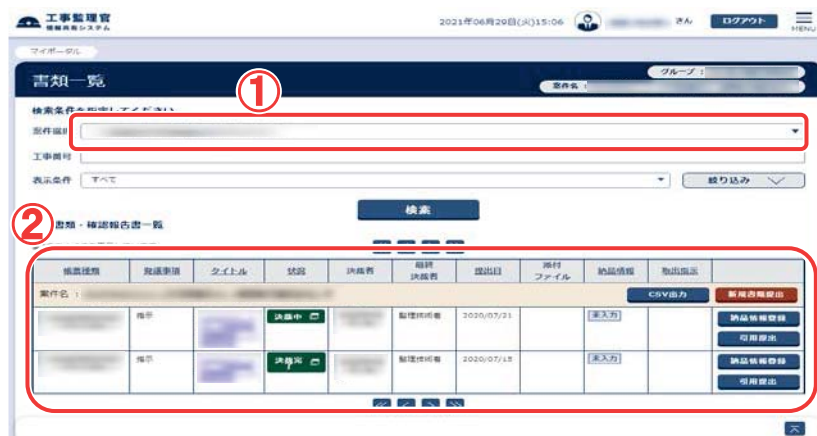 工事監理官
情報共有システム
2021年06月29日(火)15:06
さん
ログアウト
MENU
マイポータル
書類一覧
グループ :
案件名 :
①
検索条件を指定してください
案件選択
工事番号
表示条件 すべて
絞り込み
検索
②
書類・確認報告書一覧
帳票種類 発議事項 タイトル 状況 決裁者 最終決裁者 提出日 添付ファイル 納品情報 取出指示
案件名 :
CSV出力 新規書類提出
指示 決裁中 監理技術者 2020/07/21 未入力 納品情報登録
引用提出
指示 決裁完了 監理技術者 2020/07/15 未入力 納品情報登録
引用提出